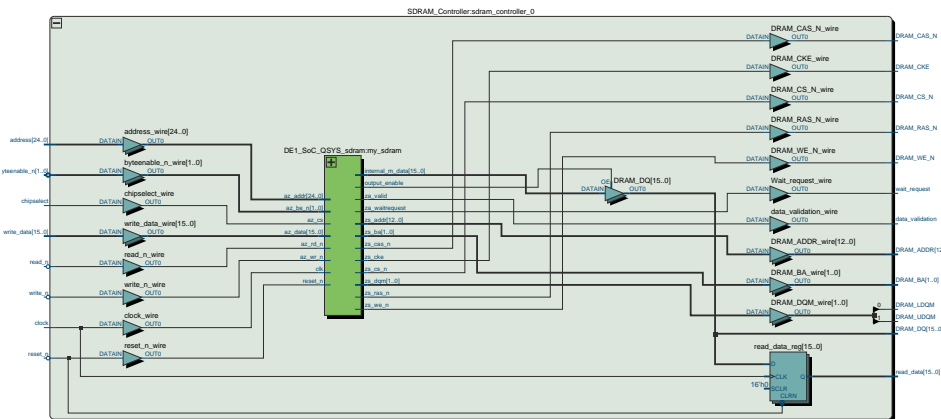 SDRAM_Controller:sdram_controller_0
address[24..0]
address_wire[24..0]
DATAIN OUT0
yteenable_n[1..0]
byteenable_n_wire[1..0]
DATAIN OUT0
chipselect
chipselect_wire
DATAIN OUT0
write_data[15..0]
write_data_wire[15..0]
DATAIN OUT0
read_n
read_n_wire
DATAIN OUT0
write_n
write_n_wire
DATAIN OUT0
clock
clock_wire
DATAIN OUT0
reset_n
reset_n_wire
DATAIN OUT0
DE1_SoC_QSYS_sdram:my_sdram
az_addr[24..0]
az_be_n[1..0]
az_cs
az_data[15..0]
az_rd_n
az_wr_n
clk
reset_n
internal_m_data[15..0]
output_enable
za_valid
za_waitrequest
zs_addr[12..0]
zs_ba[1..0]
zs_cas_n
zs_cke
zs_cs_n
zs_dqm[1..0]
zs_ras_n
zs_we_n
DRAM_DQ[15..0]
OE
DATAIN OUT0
DRAM_CAS_N_wire
DATAIN OUT0
DRAM_CAS_N
DRAM_CKE_wire
DATAIN OUT0
DRAM_CKE
DRAM_CS_N_wire
DATAIN OUT0
DRAM_CS_N
DRAM_RAS_N_wire
DATAIN OUT0
DRAM_RAS_N
DRAM_WE_N_wire
DATAIN OUT0
DRAM_WE_N
Wait_request_wire
DATAIN OUT0
wait_request
data_validation_wire
DATAIN OUT0
data_validation
DRAM_ADDR_wire[12..0]
DATAIN OUT0
DRAM_ADDR[12
DRAM_BA_wire[1..0]
DATAIN OUT0
DRAM_BA[1..0]
DRAM_DQM_wire[1..0]
DATAIN OUT0
0
1
DRAM_LDQM
DRAM_UDQM
DRAM_DQ[15..0
read_data_reg[15..0]
D
CLK
Q
16'h0
SCLR
CLRN
read_data[15..0]